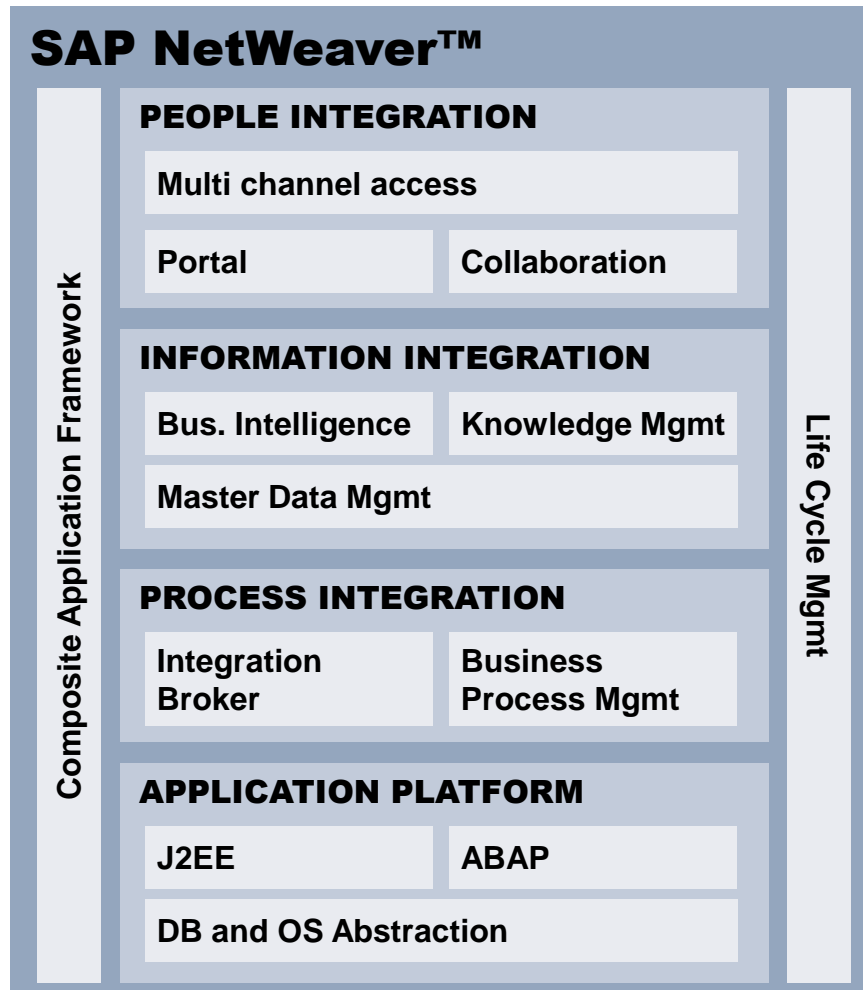 SAP NetWeaver™
Composite Application Framework
PEOPLE INTEGRATION
Multi channel access
Portal
Collaboration
INFORMATION INTEGRATION
Bus. Intelligence
Knowledge Mgmt
Master Data Mgmt
PROCESS INTEGRATION
Integration
Broker
Business
Process Mgmt
APPLICATION PLATFORM
J2EE
ABAP
DB and OS Abstraction
Life Cycle Mgmt